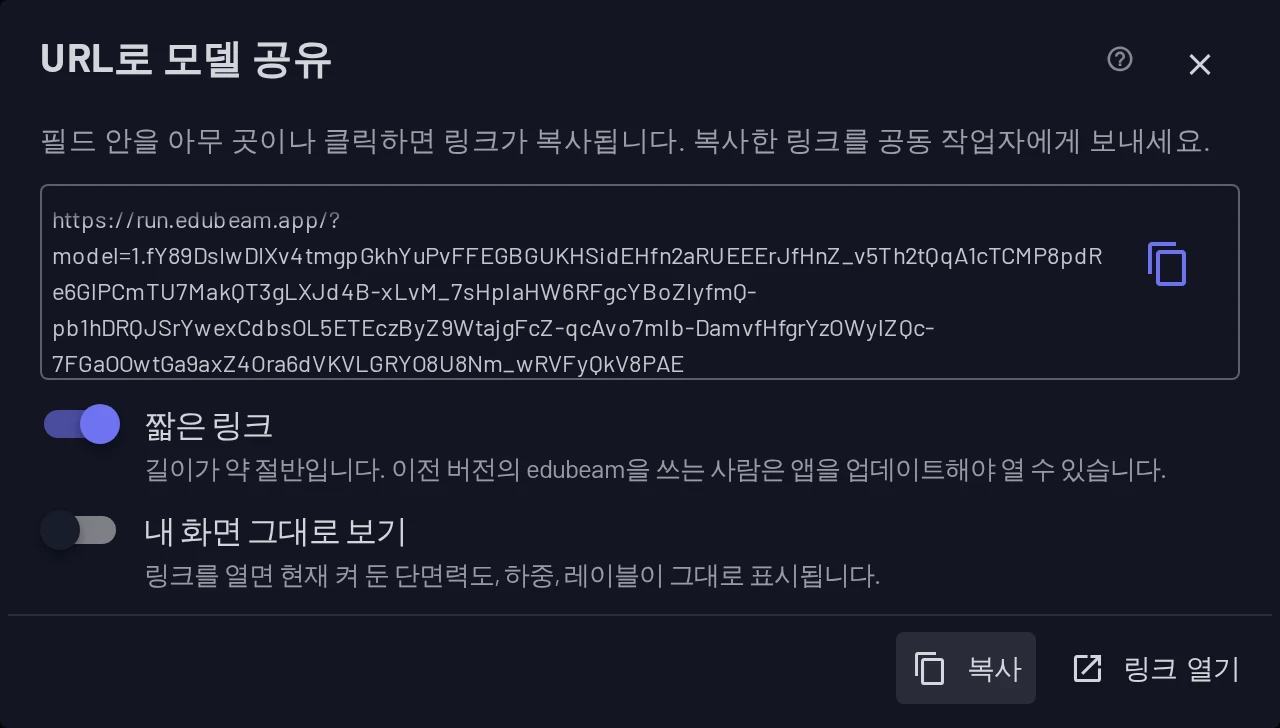 URL로 모델 공유
필드 안을 아무 곳이나 클릭하면 링크가 복사됩니다. 복사한 링크를 공동 작업자에게 보내세요.
https://run.edubeam.app/?
model=1.fY89DsIwDIXv4tmgpGkhYuPvFFEGBGUKHSidEHfn2aRUEEErJfHnZ_v5Th2tQqA1cTCMP8pdR
e6GIPCmTU7MakQT3gLXJd4B-xLvM_7sHpIaHW6RFgcYBoZIyfmQ-
pb1hDRQJSrYwexCdbsOL5ETEczByZ9WtajgFcZ-qcAvo7mIb-DamvfHfgrYzOWyIZQc-
7FGaOOwtGa9axZ4Ora6dVKVLGRYO8U8Nm_wRVFyQkV8PAE
짧은 링크
길이가 약 절반입니다. 이전 버전의 edubeam을 쓰는 사람은 앱을 업데이트해야 열 수 있습니다.
내 화면 그대로 보기
링크를 열면 현재 켜 둔 단면력도, 하중, 레이블이 그대로 표시됩니다.
복사
링크 열기